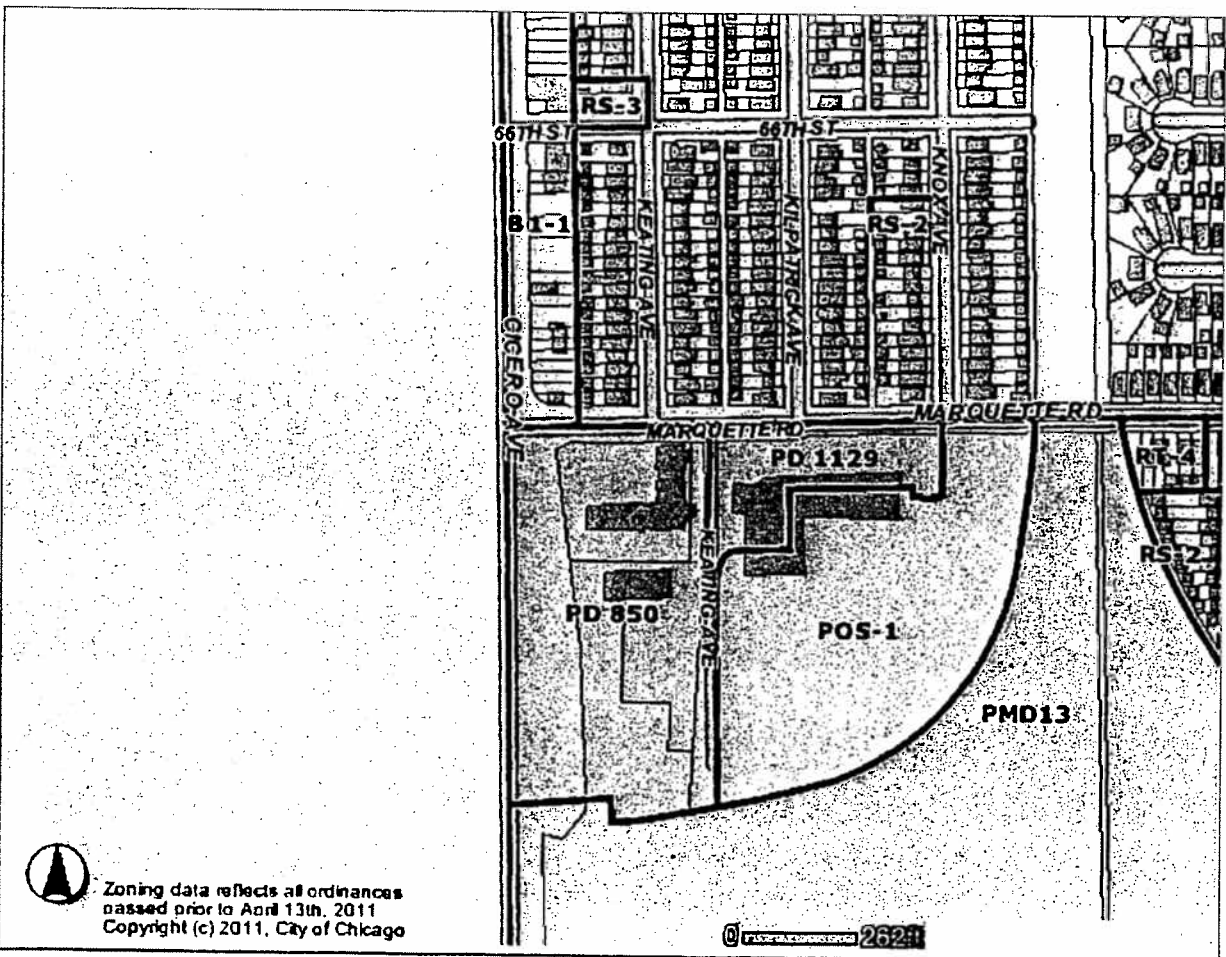 RS-3
66TH ST
66TH ST
KNOX AVE
B1-1
KEATING AVE
KILPATRICK AVE
RS-2
CICERO AVE
MARQUETTE RD
MARQUETTE RD
PD 1129
RT-4
KEATING AVE
RS-2
PD 850
POS-1
PMD13
Zoning data reflects all ordinances
passed prior to April 13th, 2011
Copyright (c) 2011, City of Chicago
0 262ft